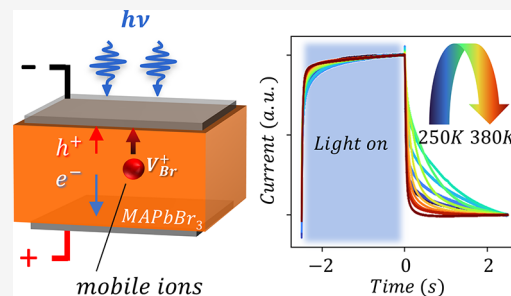 hν
−
h⁺
e⁻
V⁺Br
MAPbBr₃
+
mobile ions
Current (a.u.)
Light on
250K 380K
−2 0 2
Time (s)